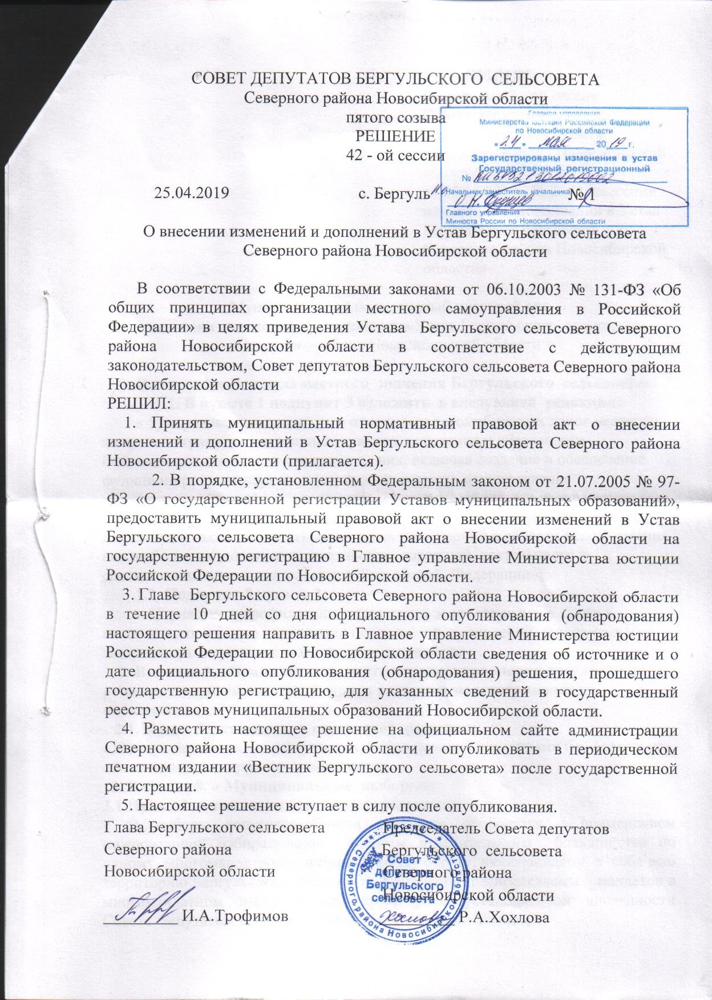 СОВЕТ ДЕПУТАТОВ БЕРГУЛЬСКОГО СЕЛЬСОВЕТА
Северного района Новосибирской области
пятого созыва
РЕШЕНИЕ
42 - ой сессии
Главное управление
Министерства юстиции Российской Федерации
по Новосибирской области
«24» мая 2019 г.
Зарегистрированы изменения в устав
Государственный регистрационный
№ RU542130122019002
Начальник/заместитель начальника
Главного управления
Минюста России по Новосибирской области
25.04.2019 с. Бергуль № 1
О внесении изменений и дополнений в Устав Бергульского сельсовета
Северного района Новосибирской области
В соответствии с Федеральными законами от 06.10.2003 № 131-ФЗ «Об
общих принципах организации местного самоуправления в Российской
Федерации» в целях приведения Устава Бергульского сельсовета Северного
района Новосибирской области в соответствие с действующим
законодательством, Совет депутатов Бергульского сельсовета Северного района
Новосибирской области
РЕШИЛ:
1. Принять муниципальный нормативный правовой акт о внесении
изменений и дополнений в Устав Бергульского сельсовета Северного района
Новосибирской области (прилагается).
2. В порядке, установленном Федеральным законом от 21.07.2005 № 97-
ФЗ «О государственной регистрации Уставов муниципальных образований»,
предоставить муниципальный правовой акт о внесении изменений в Устав
Бергульского сельсовета Северного района Новосибирской области на
государственную регистрацию в Главное управление Министерства юстиции
Российской Федерации по Новосибирской области.
3. Главе Бергульского сельсовета Северного района Новосибирской области
в течение 10 дней со дня официального опубликования (обнародования)
настоящего решения направить в Главное управление Министерства юстиции
Российской Федерации по Новосибирской области сведения об источнике и о
дате официального опубликования (обнародования) решения, прошедшего
государственную регистрацию, для указанных сведений в государственный
реестр уставов муниципальных образований Новосибирской области.
4. Разместить настоящее решение на официальном сайте администрации
Северного района Новосибирской области и опубликовать в периодическом
печатном издании «Вестник Бергульского сельсовета» после государственной
регистрации.
5. Настоящее решение вступает в силу после опубликования.
Глава Бергульского сельсовета Председатель Совета депутатов
Северного района Бергульского сельсовета
Новосибирской области Северного района
Новосибирской области
И.А.Трофимов Р.А.Хохлова
Россия
Северного района Новосибирской области
Совет
депутатов
Бергульского
сельсовета